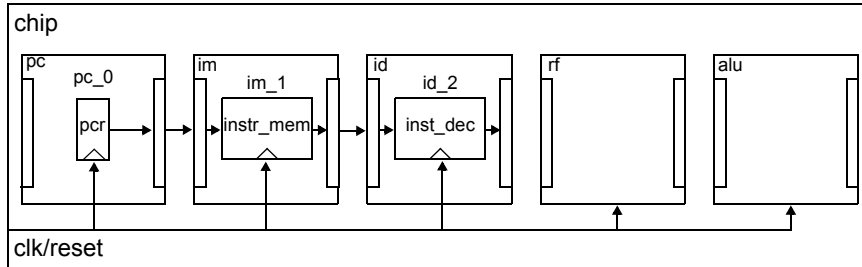 chip
pc
im
id
rf
alu
pc_0
im_1
id_2
pcr
instr_mem
inst_dec
clk/reset